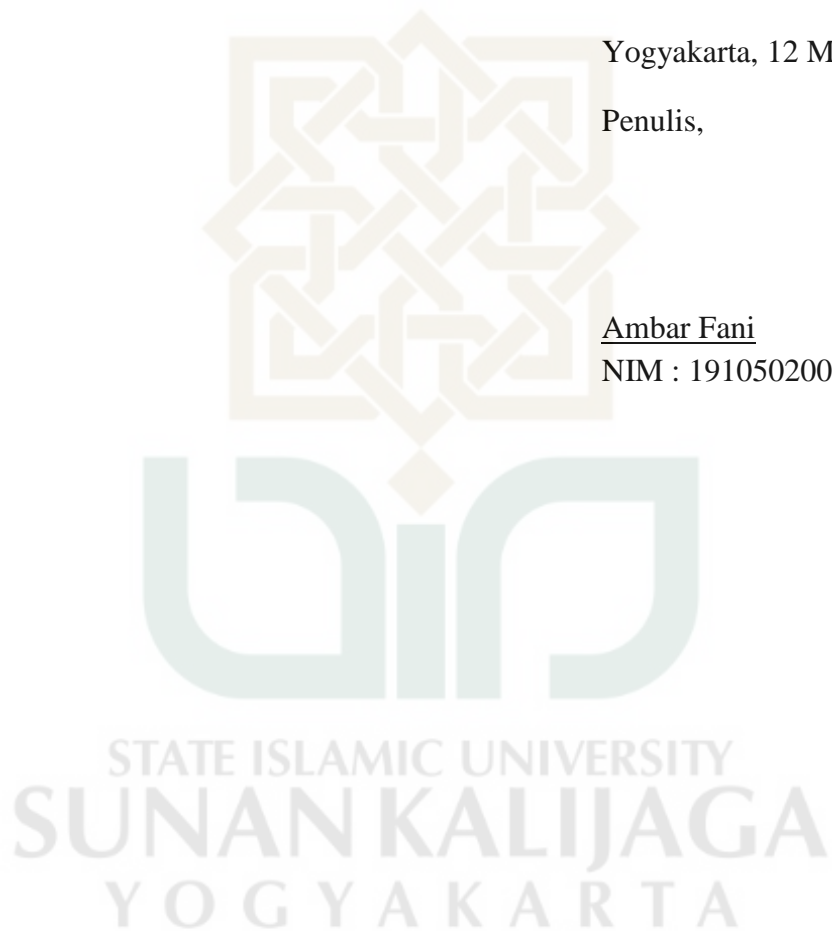 Yogyakarta, 12 M
Penulis,
Ambar Fani
NIM : 191050200
STATE ISLAMIC UNIVERSITY
SUNAN KALIJAGA
YOGYAKARTA